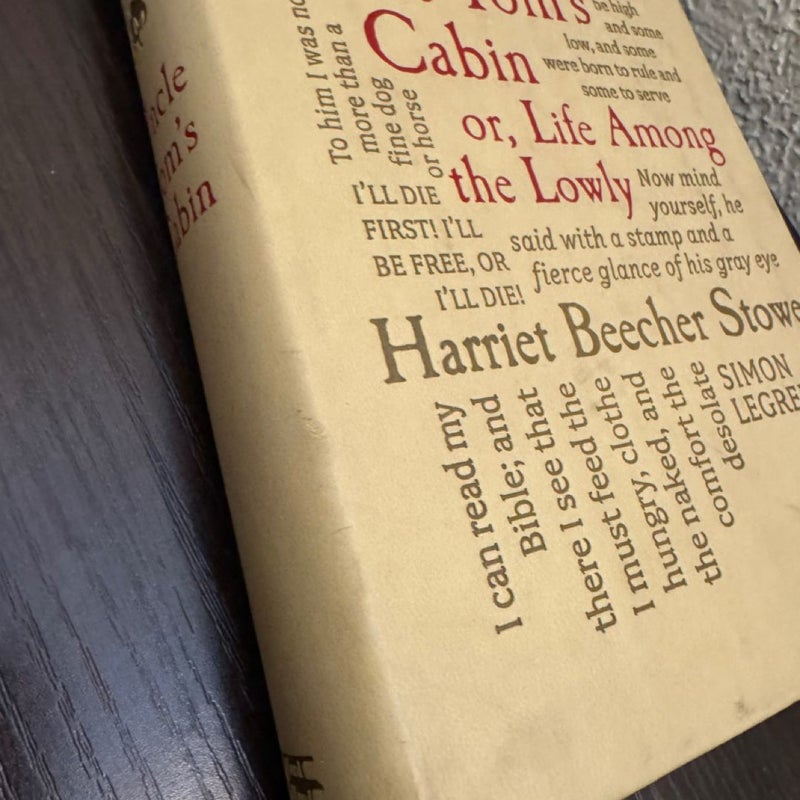 Tom's
Cabin
or, Life Among
the Lowly
be high
and some
low, and some
were born to rule and
some to serve
To him I was no
more than a
fine dog
or horse
I'LL DIE
FIRST! I'LL
BE FREE, OR
I'LL DIE!
Now mind
yourself, he
said with a stamp and a
fierce glance of his gray eye
Harriet Beecher Stowe
SIMON
LEGRE
I can read my
Bible; and
there I see that
I must feed the
hungry, clothe
the naked, and
comfort the
desolate